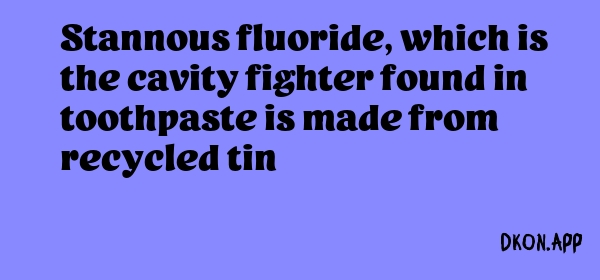 Stannous fluoride, which is
the cavity fighter found in
toothpaste is made from
recycled tin
DKON.APP